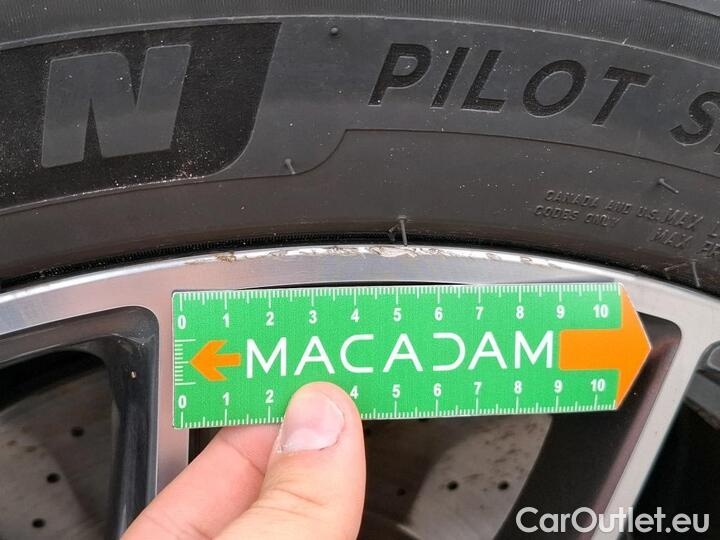 N PILOT S
CANADA AND U.S. MAX
CODES ONLY MAX
0 1 2 3 4 5 6 7 8 9 10
MACADAM
0 1 2 4 5 6 7 8 9 10
CarOutlet.eu